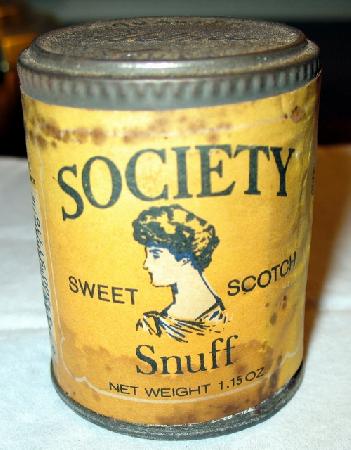 SOCIETY
SWEET SCOTCH
Snuff
NET WEIGHT 1.15 OZ